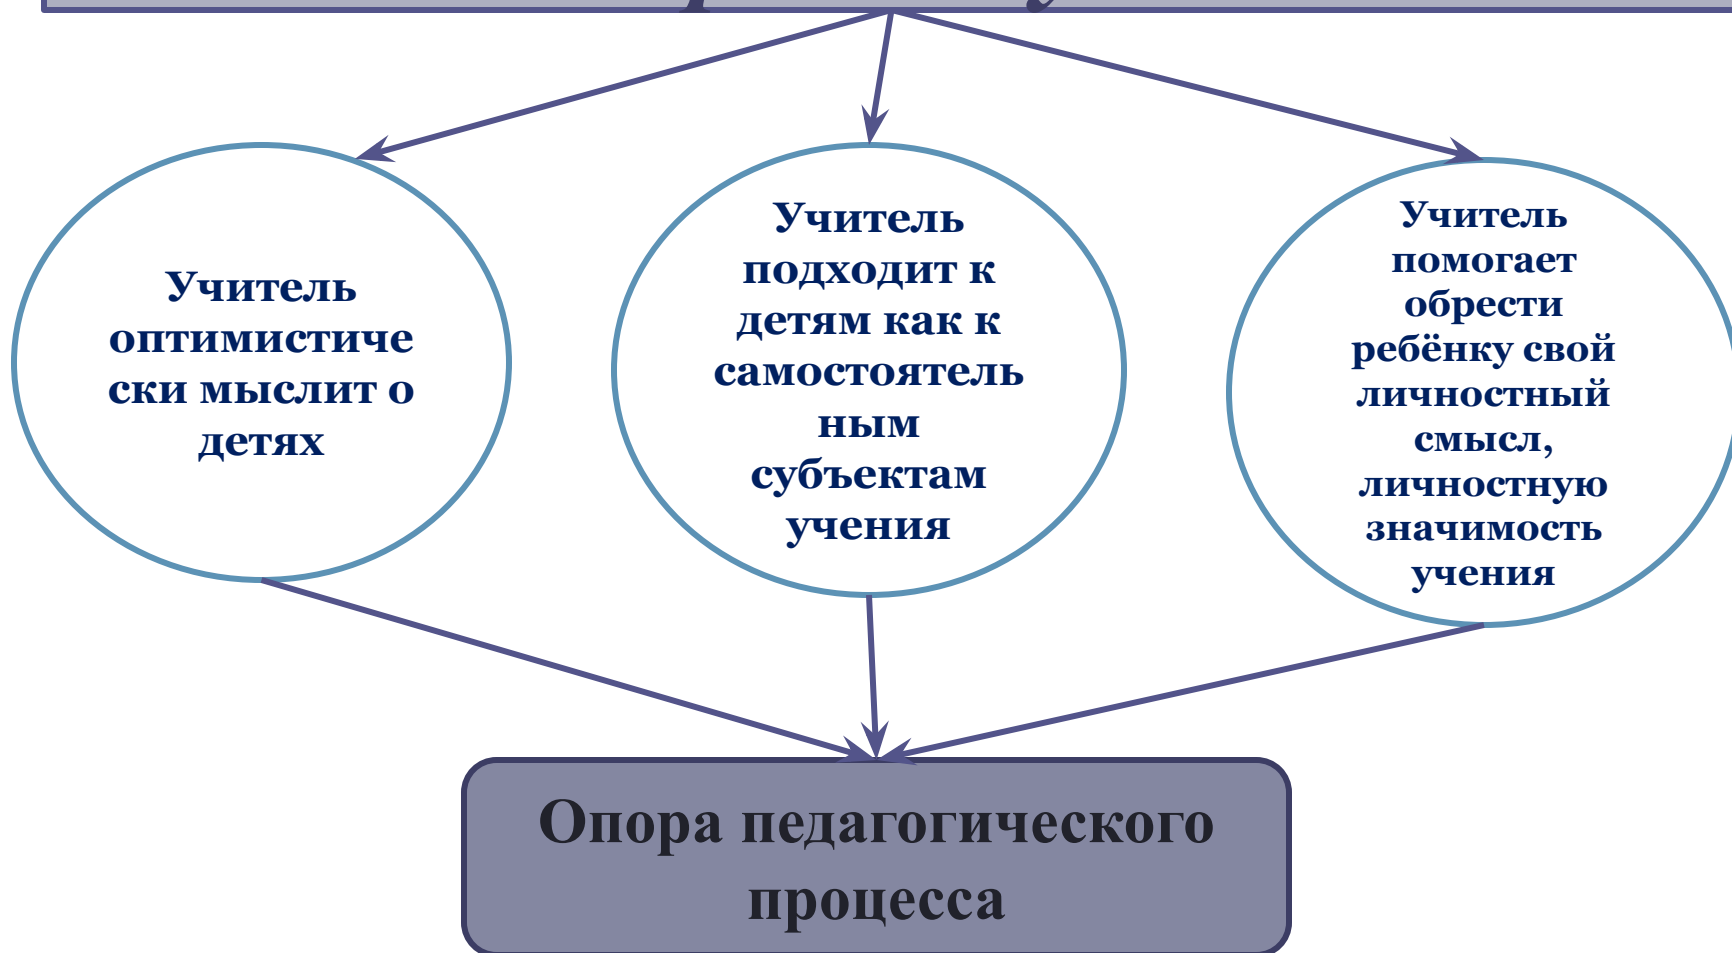 Учитель
оптимистиче
ски мыслит о
детях
Учитель
подходит к
детям как к
самостоятель
ным
субъектам
учения
Учитель
помогает
обрести
ребёнку свой
личностный
смысл,
личностную
значимость
учения
Опора педагогического
процесса